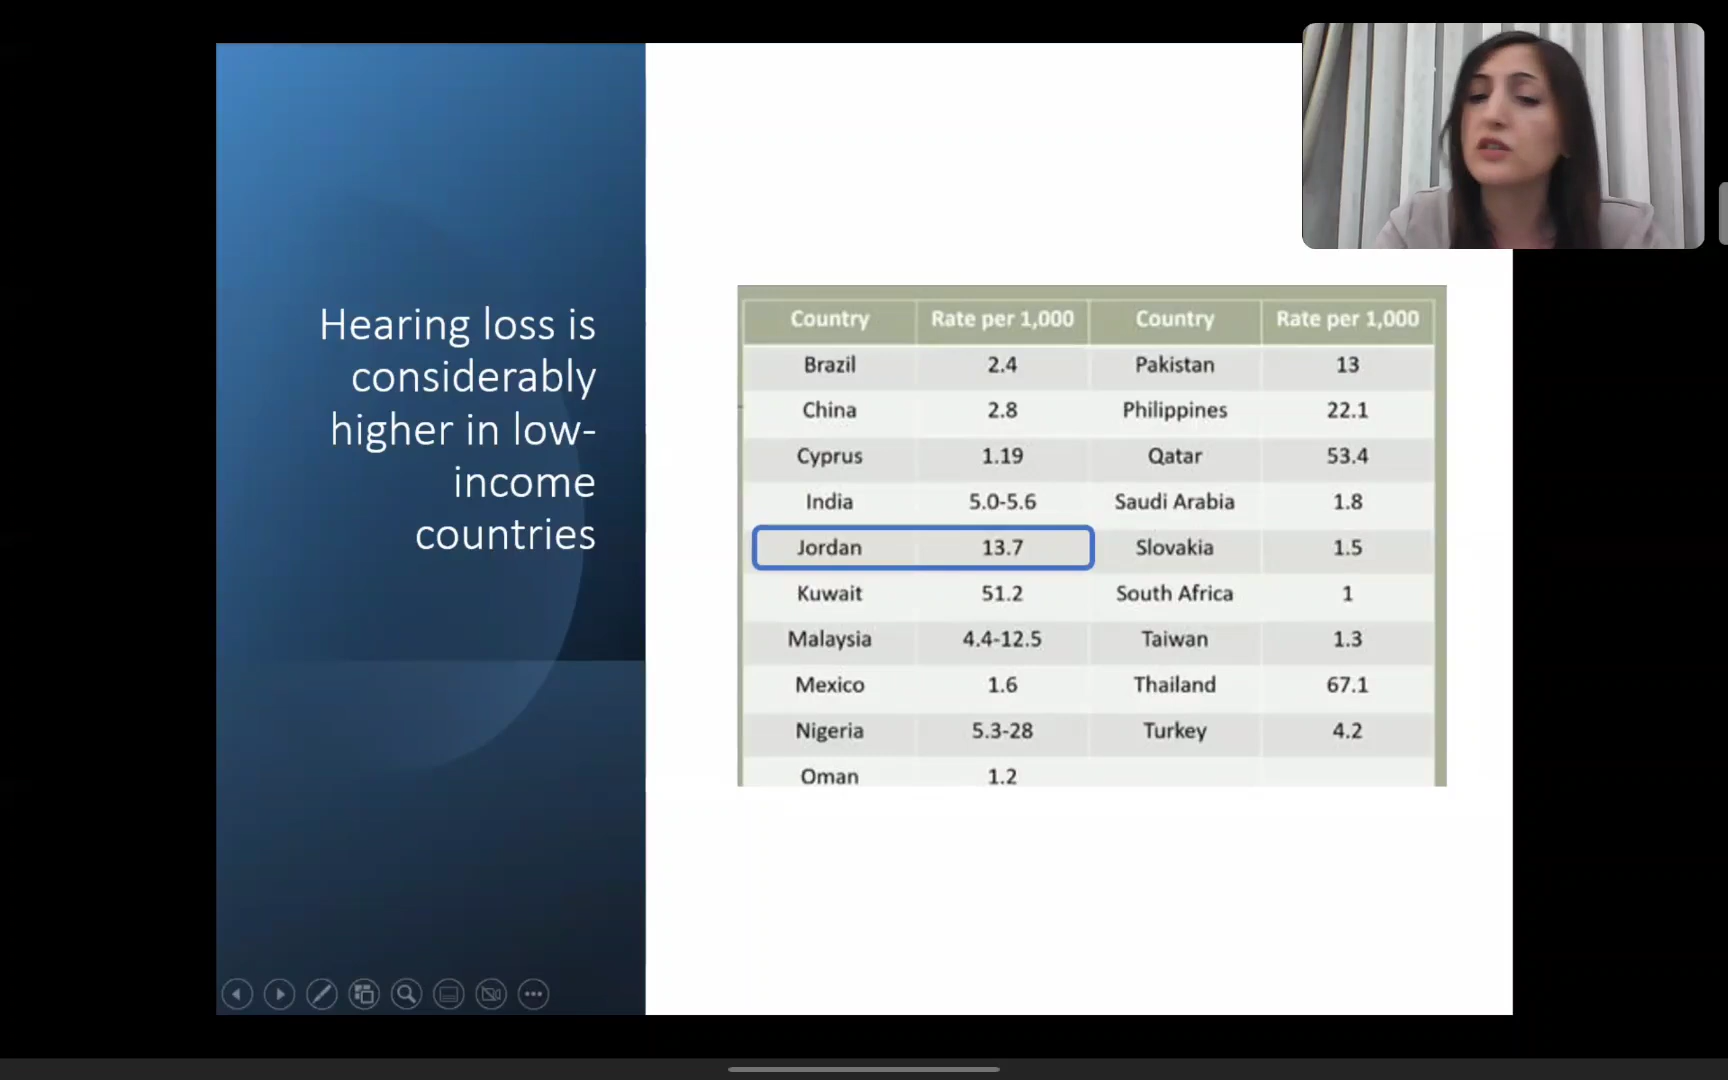 Hearing loss is
considerably
higher in low-
income
countries
Country Rate per 1,000 Country Rate per 1,000
Brazil 2.4 Pakistan 13
China 2.8 Philippines 22.1
Cyprus 1.19 Qatar 53.4
India 5.0-5.6 Saudi Arabia 1.8
Jordan 13.7 Slovakia 1.5
Kuwait 51.2 South Africa 1
Malaysia 4.4-12.5 Taiwan 1.3
Mexico 1.6 Thailand 67.1
Nigeria 5.3-28 Turkey 4.2
Oman 1.2